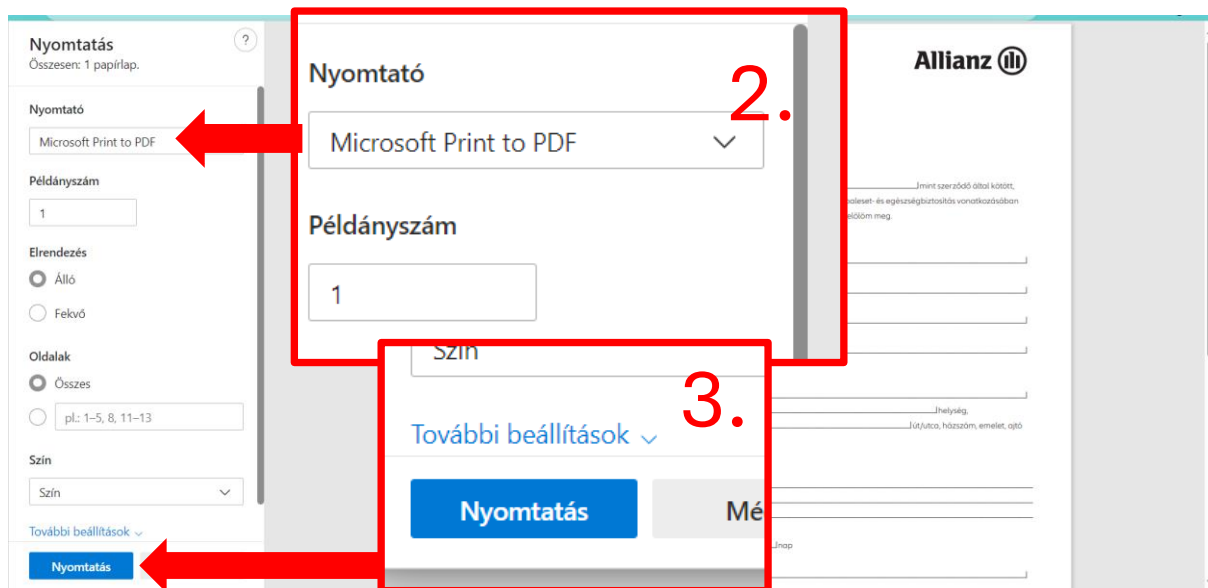 Nyomtatás
?
Összesen: 1 papírlap.
Nyomtató
Microsoft Print to PDF
Példányszám
1
Elrendezés
Álló
Fekvő
Oldalak
Összes
pl.: 1–5, 8, 11–13
Szín
Szín
További beállítások
Nyomtatás
Nyomtató
2.
Microsoft Print to PDF
Példányszám
1
Szín
3.
További beállítások
Nyomtatás
Mé
Allianz
mint szerződő által kötött,
baleset- és egészségbiztosítás vonatkozásában
jelölöm meg.
helység,
út/utca, házszám, emelet, ajtó
nap